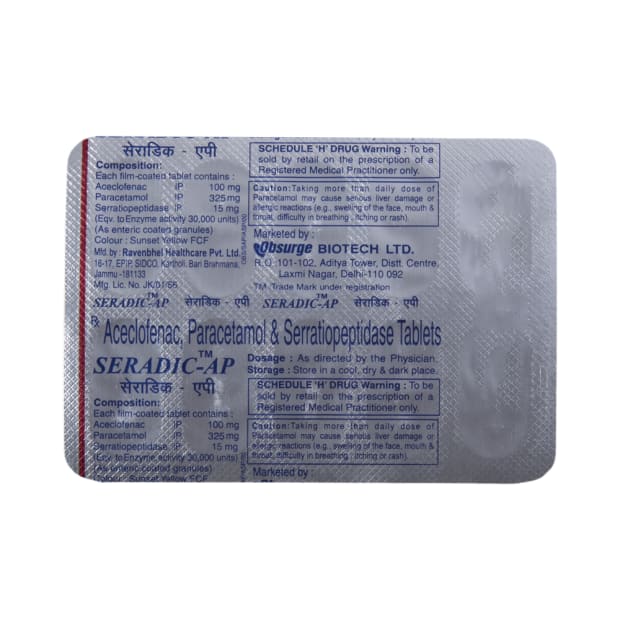 सेराडिक - एपी
Composition:
Each film-coated tablet contains :
Aceclofenac IP 100 mg
Paracetamol IP 325 mg
Serratiopeptidase IP 15 mg
(Eqv. to Enzyme activity 30,000 units)
(As enteric coated granules)
Colour : Sunset Yellow FCF
Mfd. by : Ravenbhel Healthcare Pvt. Ltd.
16-17, EPIP, SIDCO, Kartholi, Bari Brahmana,
Jammu -181133
Mfg. Lic. No. JK/01/
SCHEDULE 'H' DRUG Warning : To be
sold by retail on the prescription of a
Registered Medical Practitioner only.
Caution:Taking more than daily dose of
Paracetamol may cause serious liver damage or
allergic reactions (e.g., swelling of the face, mouth &
throat, difficulty in breathing , itching or rash).
Marketed by :
Obsurge BIOTECH LTD.
R.O. 101-102, Aditya Tower, Distt. Centre,
Laxmi Nagar, Delhi-110 092
TM Trade Mark under registration
SERADIC-AP™ सेराडिक - एपी SERADIC-AP™ सेराडिक - एपी
Rx Aceclofenac, Paracetamol & Serratiopeptidase Tablets
SERADIC-AP™
सेराडिक - एपी
Dosage : As directed by the Physician.
Storage : Store in a cool, dry & dark place.
Composition:
Each film-coated tablet contains :
Aceclofenac IP 100 mg
Paracetamol IP 325 mg
Serratiopeptidase IP 15 mg
(Eqv. to Enzyme activity 30,000 units)
(As enteric coated granules)
Colour : Sunset Yellow FCF
SCHEDULE 'H' DRUG Warning : To be
sold by retail on the prescription of a
Registered Medical Practitioner only.
Caution:Taking more than daily dose of
Paracetamol may cause serious liver damage or
allergic reactions (e.g., swelling of the face, mouth &
throat, difficulty in breathing , itching or rash).
Marketed by :